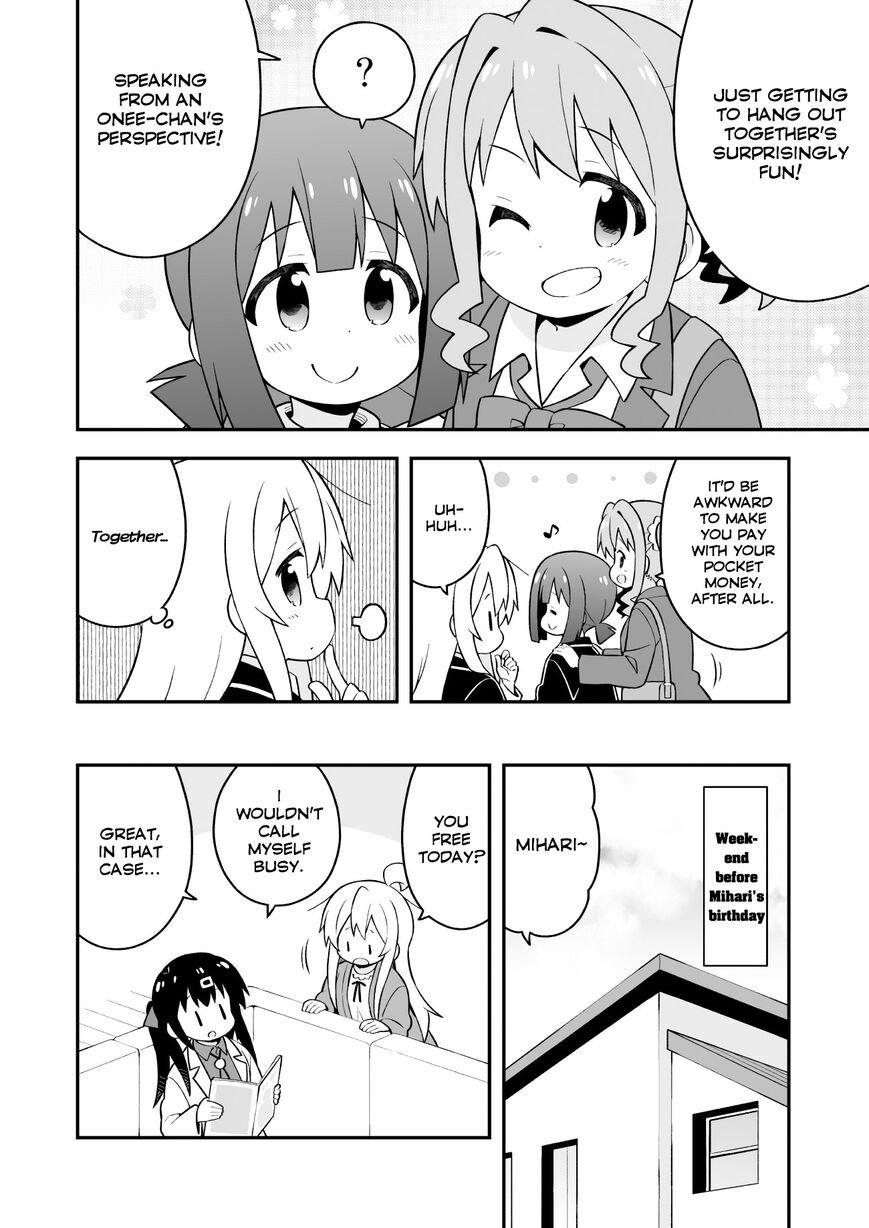 JUST GETTING
TO HANG OUT
TOGETHER'S
SURPRISINGLY
FUN!
?
SPEAKING
FROM AN
ONEE-CHAN'S
PERSPECTIVE!
IT'D BE
AWKWARD
TO MAKE
YOU PAY
WITH YOUR
POCKET
MONEY,
AFTER ALL.
UH-
HUH...
Together...
Week-
end
before
Mihari's
birthday
MIHARI~
YOU
FREE
TODAY?
I
WOULDN'T
CALL
MYSELF
BUSY.
GREAT,
IN THAT
CASE...